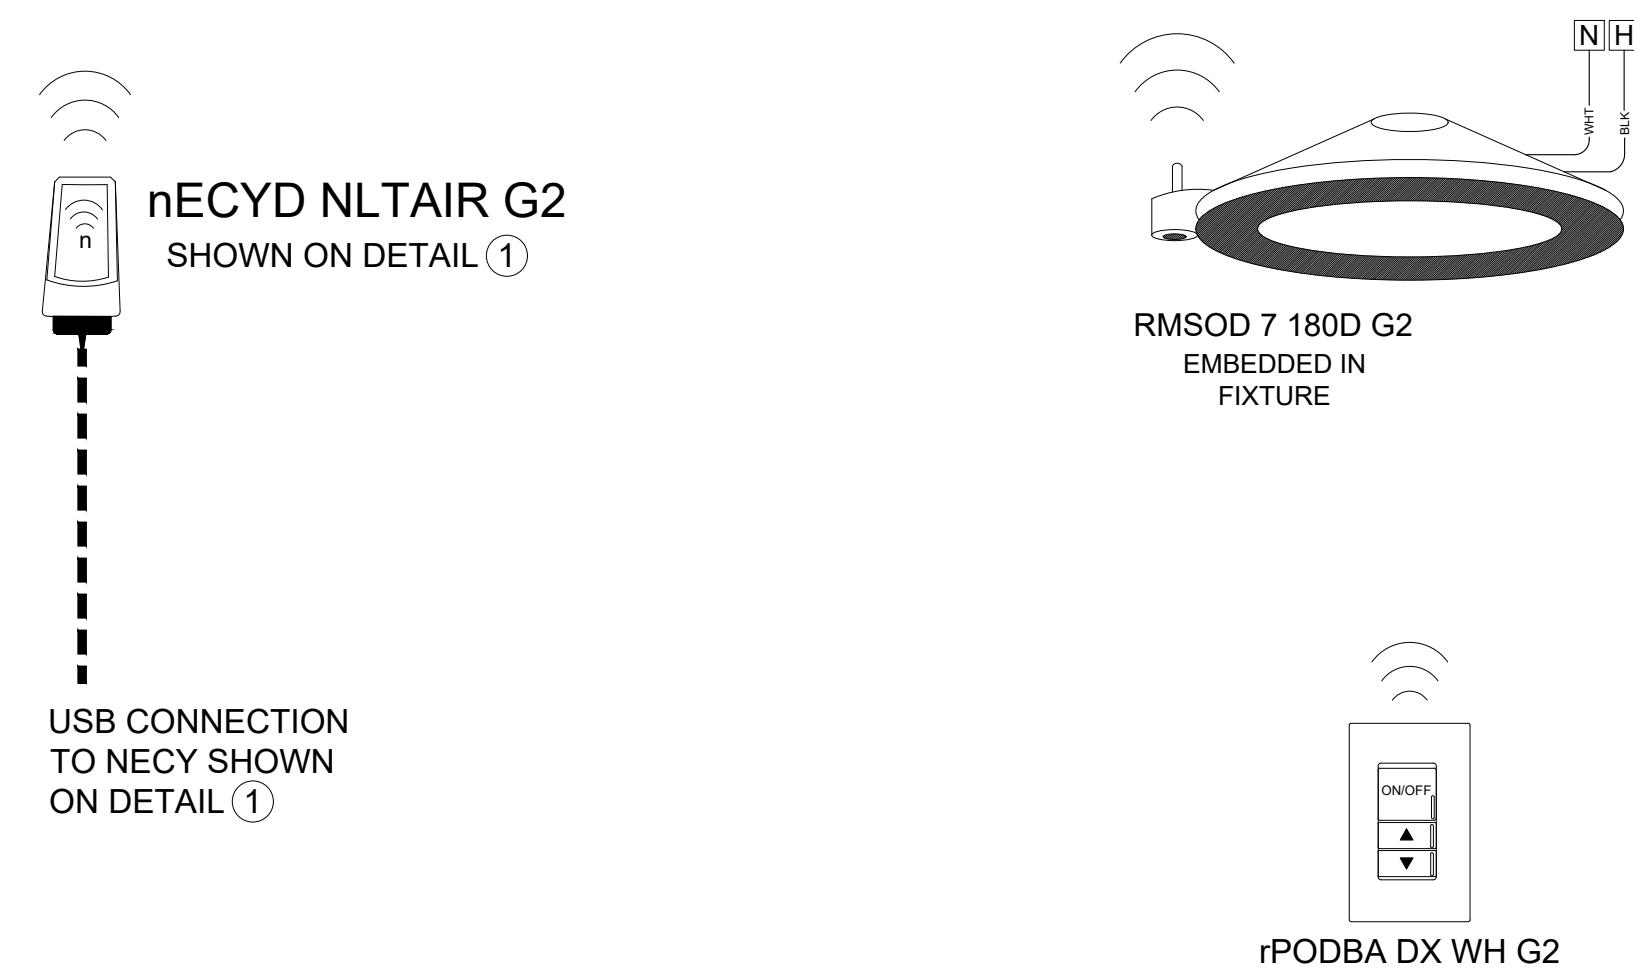 N H
WHT
BLK
n
nECYD NLTAIR G2
SHOWN ON DETAIL 1
RMSOD 7 180D G2
EMBEDDED IN
FIXTURE
USB CONNECTION
TO NECY SHOWN
ON DETAIL 1
ON/OFF
rPODBA DX WH G2